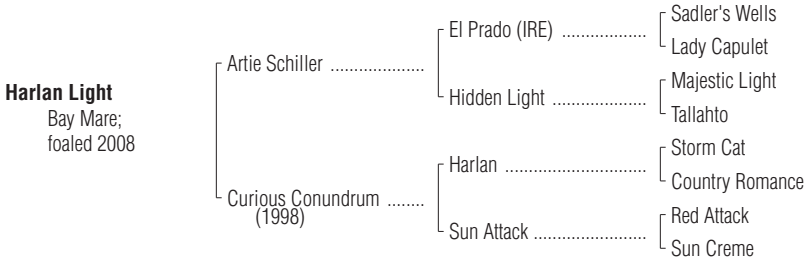 Sadler's Wells
El Prado (IRE) ..................
Lady Capulet
Artie Schiller ....................
Majestic Light
Hidden Light ....................
Tallahto
Harlan Light
Bay Mare;
foaled 2008
Storm Cat
Harlan ..............................
Country Romance
Curious Conundrum ........
(1998)
Red Attack
Sun Attack ........................
Sun Creme